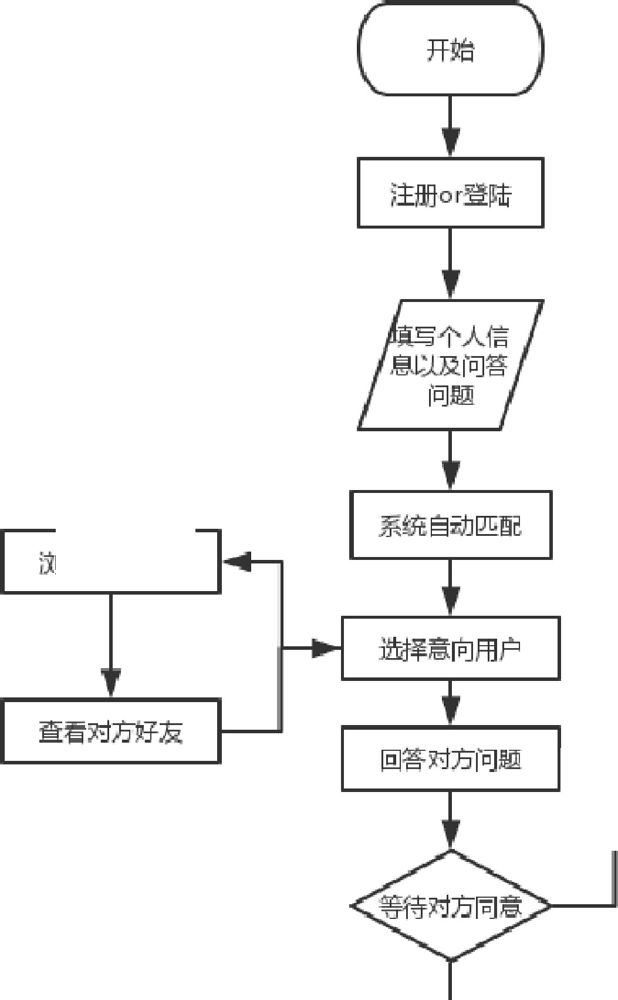 开始
注册or登陆
填写个人信
息以及问答
问题
系统自动匹配
选择意向用户
查看对方好友
回答对方问题
等待对方同意